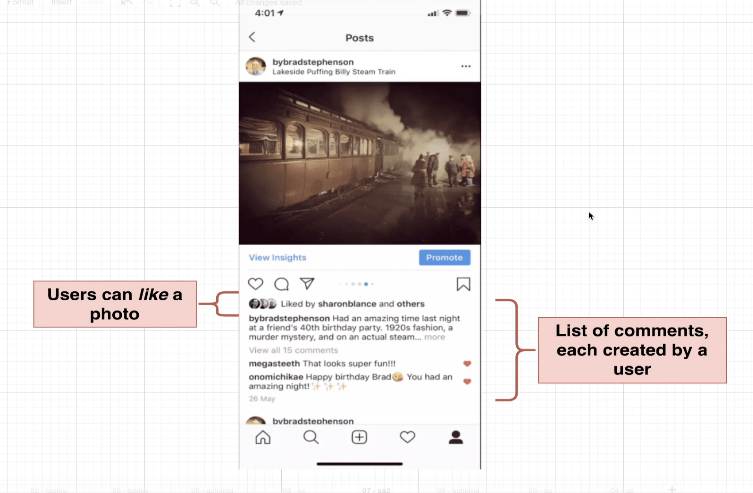 Format Insert All changes saved
4:01
Posts
bybradstephenson
Lakeside Puffing Billy Steam Train
View Insights
Promote
Users can like a
photo
Liked by sharonblance and others
bybradstephenson Had an amazing time last night
at a friend's 40th birthday party. 1920s fashion, a
murder mystery, and on an actual steam... more
View all 15 comments
megasteeth That looks super fun!!!
onomichikae Happy birthday Brad😘 You had an
amazing night! ✨ ✨ ✨
26 May
List of comments,
each created by a
user
bybradstephenson